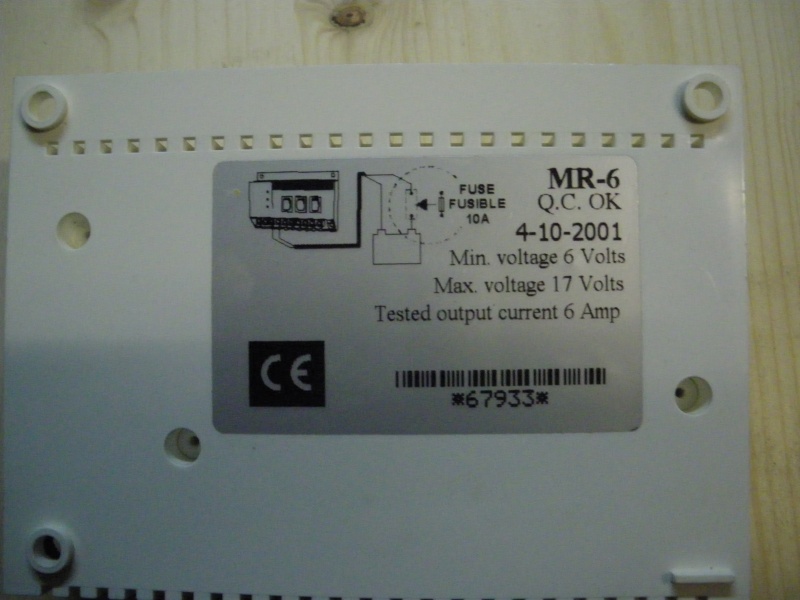 MR-6
Q.C. OK
FUSE
FUSIBLE
10A
4-10-2001
Min. voltage 6 Volts
Max. voltage 17 Volts
Tested output current 6 Amp
CE
*67933*